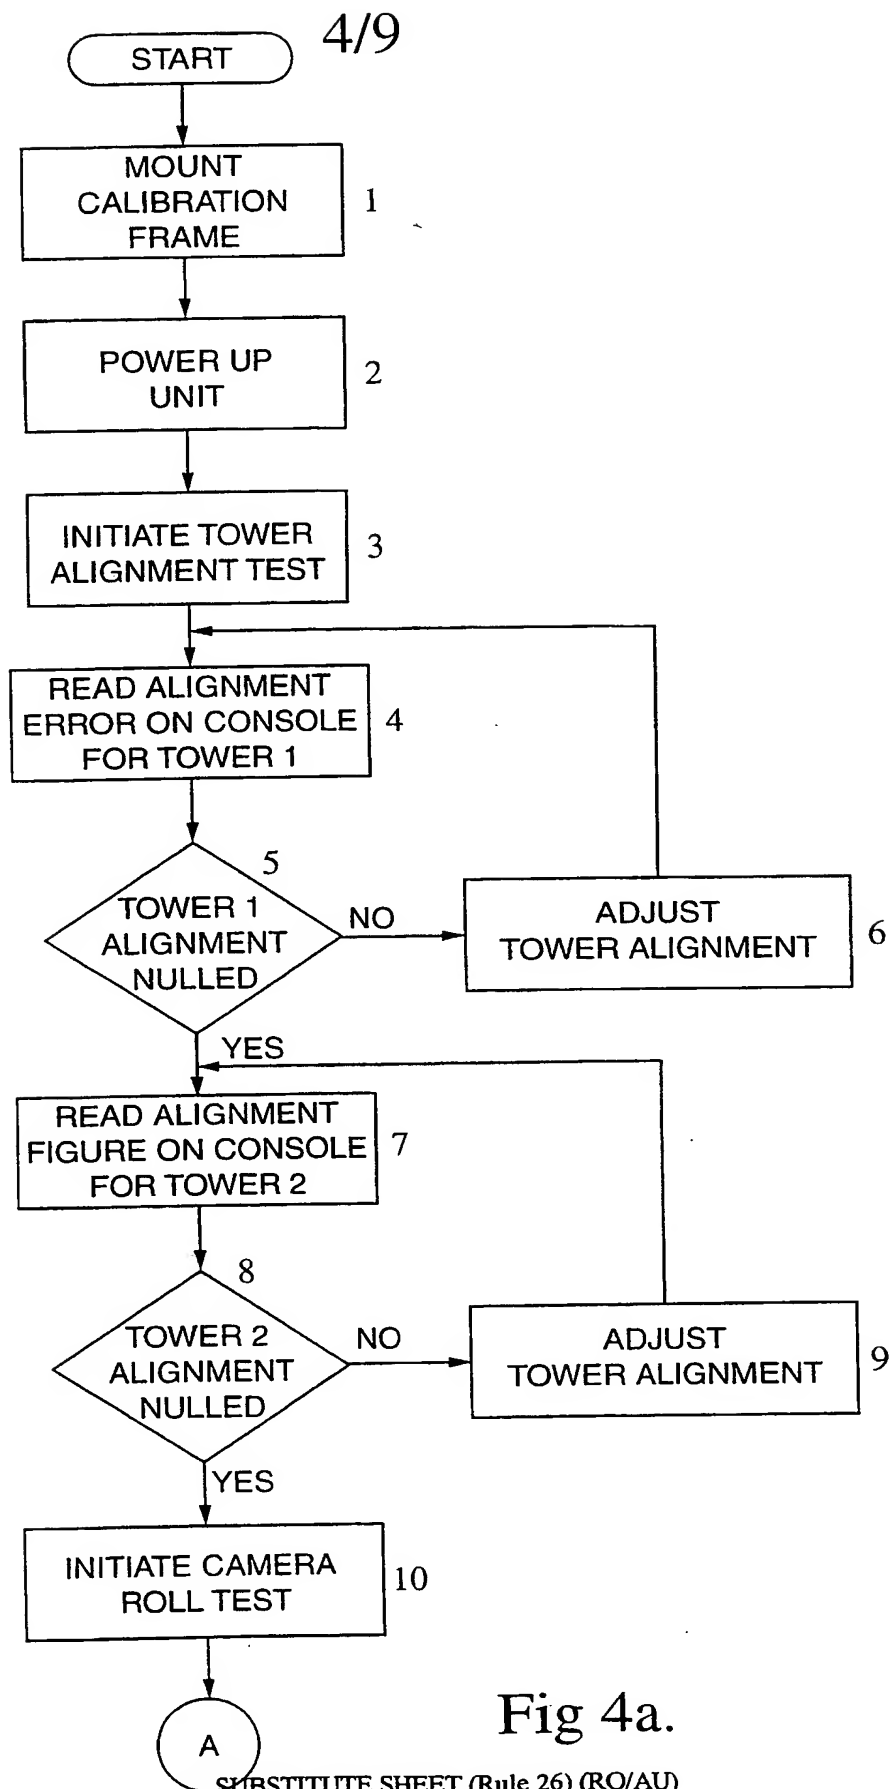 4/9
START
MOUNT
CALIBRATION
FRAME
1
POWER UP
UNIT
2
INITIATE TOWER
ALIGNMENT TEST
3
READ ALIGNMENT
ERROR ON CONSOLE
FOR TOWER 1
4
5
TOWER 1
ALIGNMENT
NULLED
NO
ADJUST
TOWER ALIGNMENT
6
YES
READ ALIGNMENT
FIGURE ON CONSOLE
FOR TOWER 2
7
8
TOWER 2
ALIGNMENT
NULLED
NO
ADJUST
TOWER ALIGNMENT
9
YES
INITIATE CAMERA
ROLL TEST
10
A
Fig 4a.
SUBSTITUTE SHEET (Rule 26) (RO/AU)